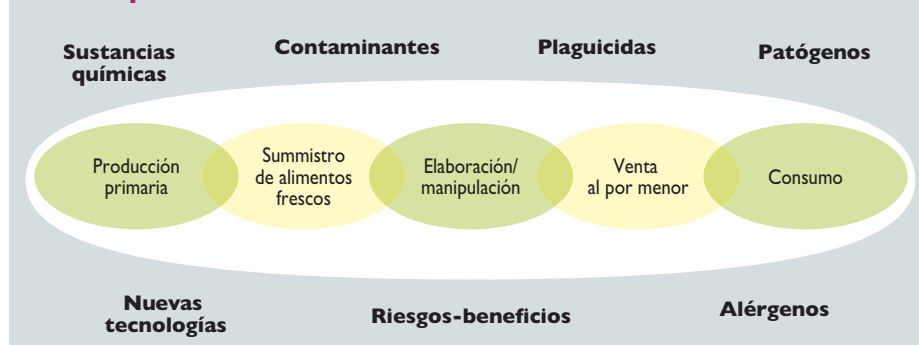 Sustancias
químicas
Contaminantes
Plaguicidas
Patógenos
Producción
primaria
Summistro
de alimentos
frescos
Elaboración/
manipulación
Venta
al por menor
Consumo
Nuevas
tecnologías
Riesgos-beneficios
Alérgenos